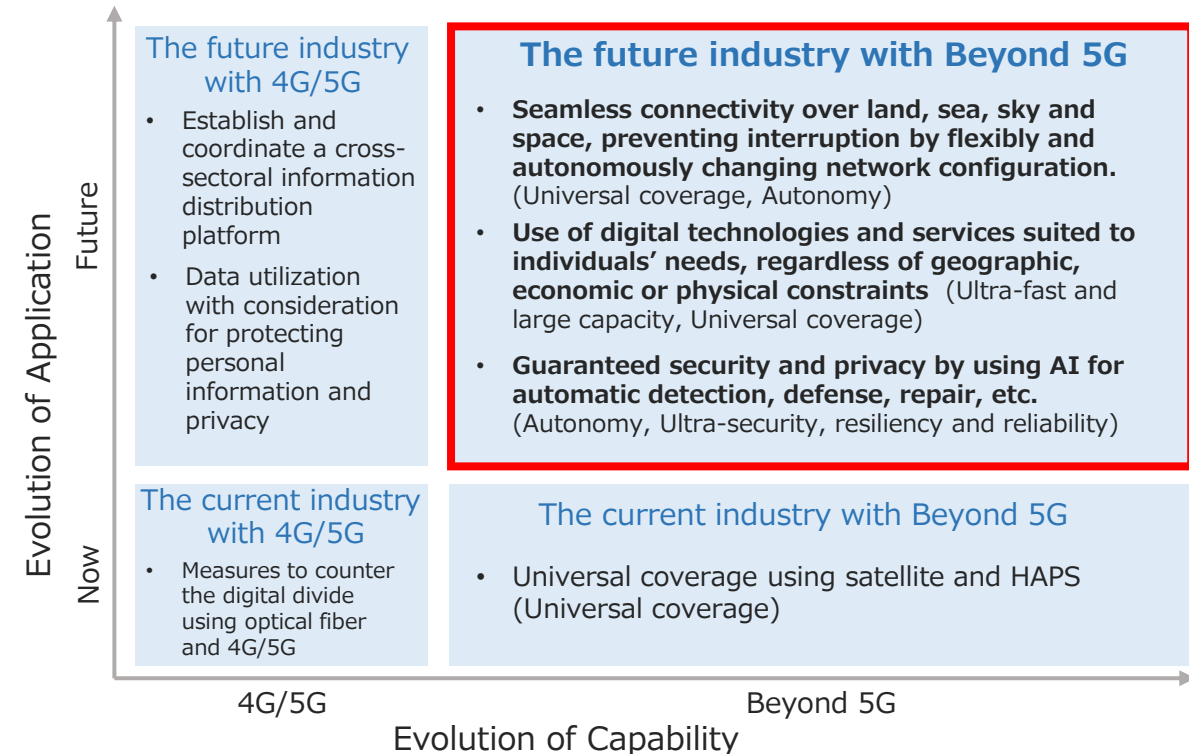 The future industry
with 4G/5G
• Establish and
coordinate a cross-
sectoral information
distribution
platform
• Data utilization
with consideration
for protecting
personal
information and
privacy
The future industry with Beyond 5G
• Seamless connectivity over land, sea, sky and
space, preventing interruption by flexibly and
autonomously changing network configuration.
(Universal coverage, Autonomy)
• Use of digital technologies and services suited to
individuals’ needs, regardless of geographic,
economic or physical constraints (Ultra-fast and
large capacity, Universal coverage)
• Guaranteed security and privacy by using AI for
automatic detection, defense, repair, etc.
(Autonomy, Ultra-security, resiliency and reliability)
The current industry
with 4G/5G
• Measures to counter
the digital divide
using optical fiber
and 4G/5G
The current industry with Beyond 5G
• Universal coverage using satellite and HAPS
(Universal coverage)
Evolution of Application
Future
Now
4G/5G
Beyond 5G
Evolution of Capability